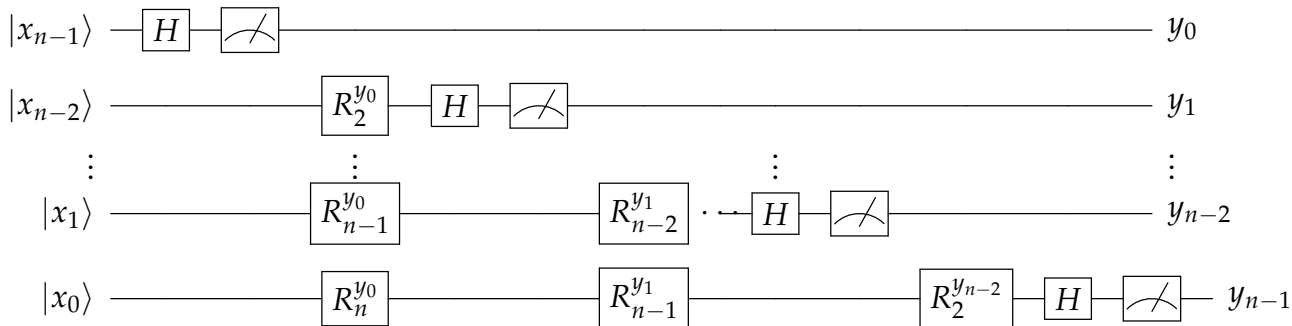 |x_{n−1}⟩ H y_0
|x_{n−2}⟩ R_2^{y_0} H y_1
⋮ ⋮ ⋮ ⋮
|x_1⟩ R_{n−1}^{y_0} R_{n−2}^{y_1} ⋯ H y_{n−2}
|x_0⟩ R_n^{y_0} R_{n−1}^{y_1} R_2^{y_{n−2}} H y_{n−1}